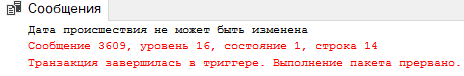 Сообщения
Дата происшествия не может быть изменена
Сообщение 3609, уровень 16, состояние 1, строка 14
Транзакция завершилась в триггере. Выполнение пакета прервано.